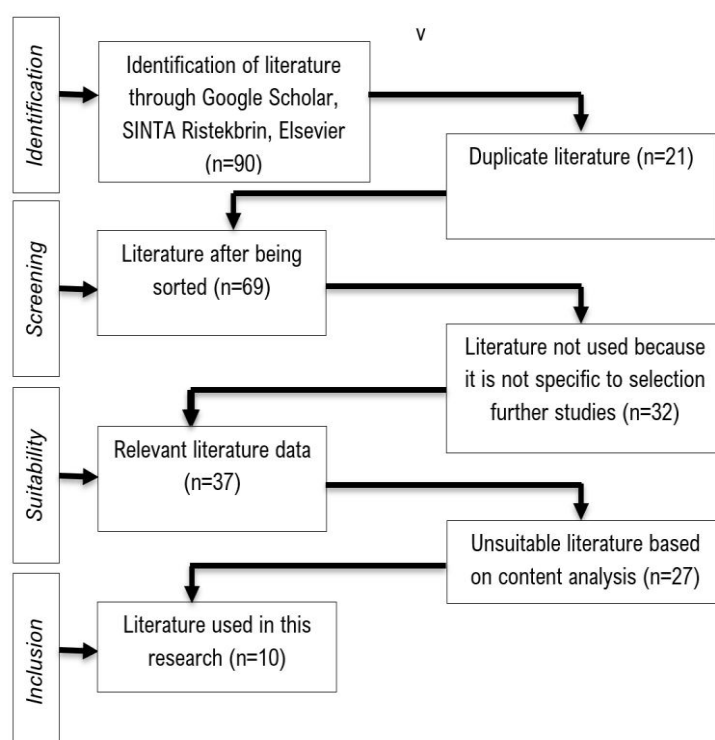 v
Identification
Identification of literature
through Google Scholar,
SINTA Ristekbrin, Elsevier
(n=90)
Duplicate literature (n=21)
Screening
Literature after being
sorted (n=69)
Literature not used because
it is not specific to selection
further studies (n=32)
Suitability
Relevant literature data
(n=37)
Unsuitable literature based
on content analysis (n=27)
Inclusion
Literature used in this
research (n=10)